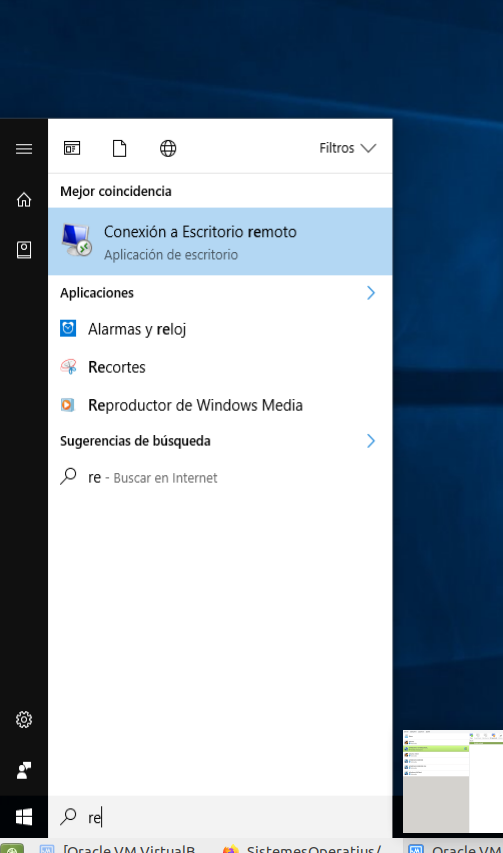 Filtros
Mejor coincidencia
Conexión a Escritorio remoto
Aplicación de escritorio
Aplicaciones
Alarmas y reloj
Recortes
Reproductor de Windows Media
Sugerencias de búsqueda
re - Buscar en Internet
re
[Oracle VM VirtualB
SistemesOperatius/
Oracle VM